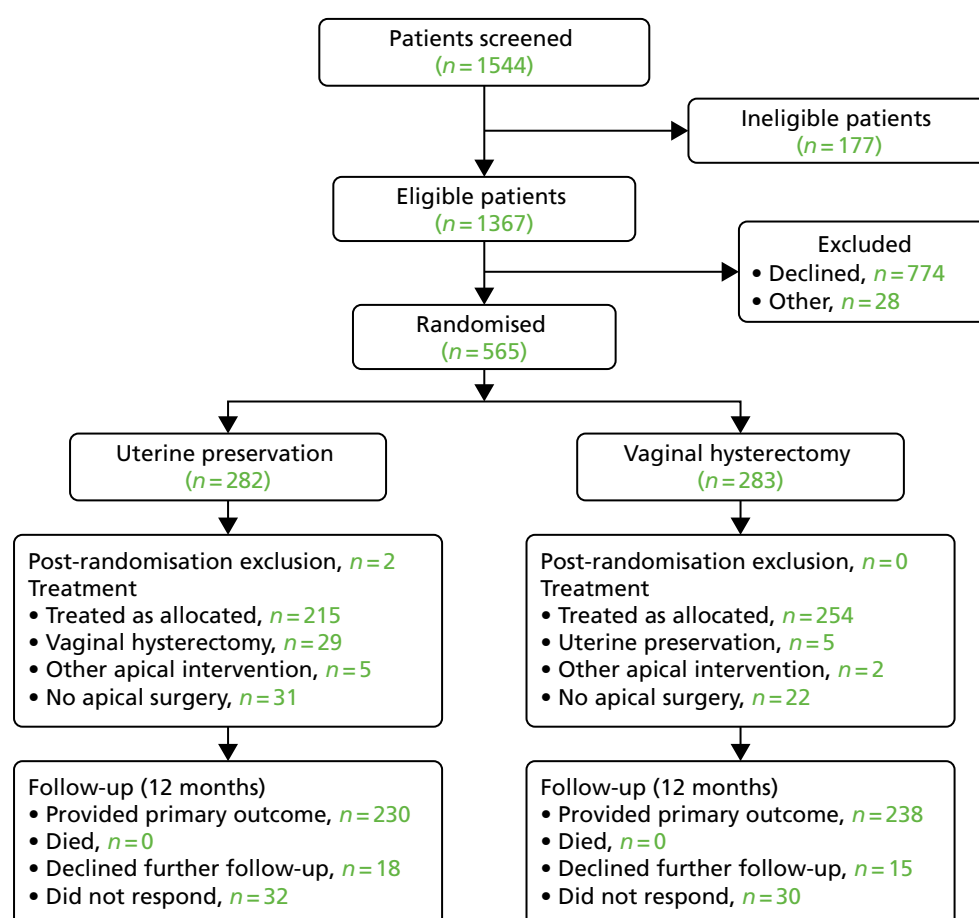 Patients screened
(n=1544)
Ineligible patients
(n=177)
Eligible patients
(n=1367)
Excluded
• Declined, n=774
• Other, n=28
Randomised
(n=565)
Uterine preservation
(n=282)
Vaginal hysterectomy
(n=283)
Post-randomisation exclusion, n=2
Treatment
• Treated as allocated, n=215
• Vaginal hysterectomy, n=29
• Other apical intervention, n=5
• No apical surgery, n=31
Post-randomisation exclusion, n=0
Treatment
• Treated as allocated, n=254
• Uterine preservation, n=5
• Other apical intervention, n=2
• No apical surgery, n=22
Follow-up (12 months)
• Provided primary outcome, n=230
• Died, n=0
• Declined further follow-up, n=18
• Did not respond, n=32
Follow-up (12 months)
• Provided primary outcome, n=238
• Died, n=0
• Declined further follow-up, n=15
• Did not respond, n=30